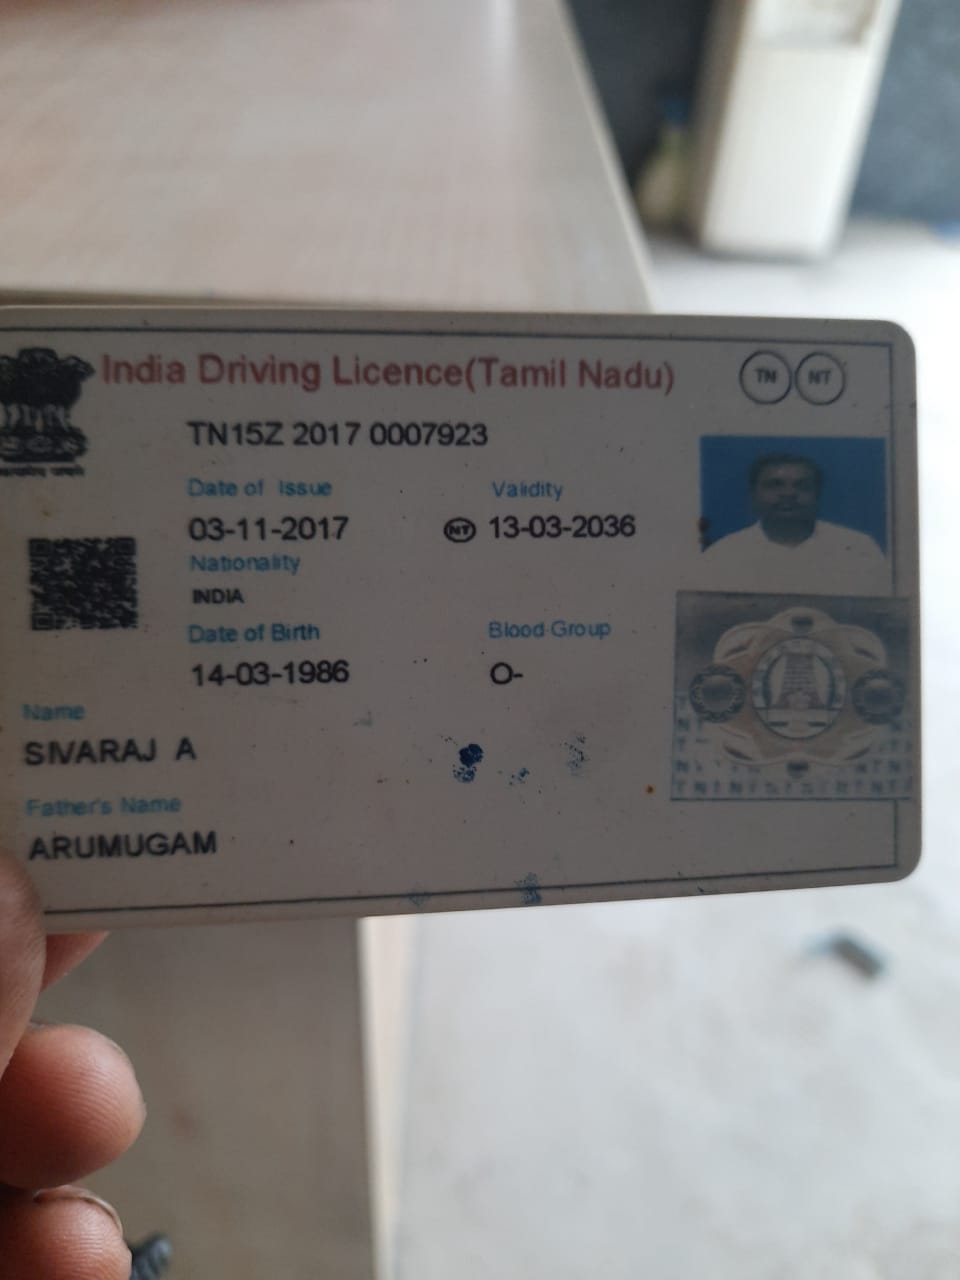 India Driving Licence(Tamil Nadu)
TN NT
TN15Z 2017 0007923
Date of Issue Validity
03-11-2017 NT 13-03-2036
Nationality
INDIA
Date of Birth Blood Group
14-03-1986 O-
Name
SIVARAJ A
Father's Name
ARUMUGAM